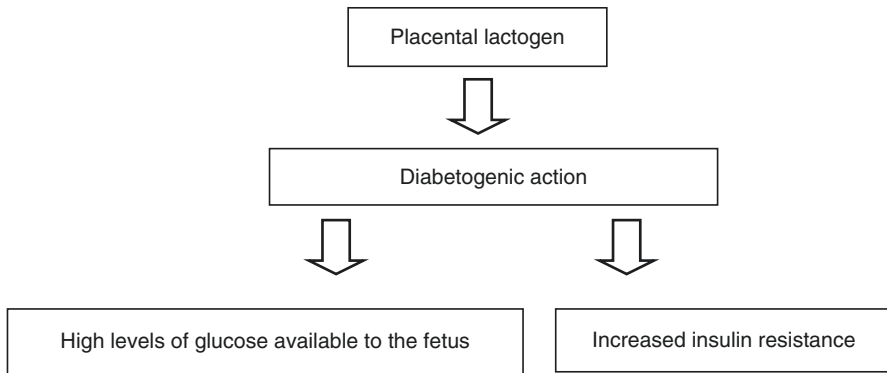 Placental lactogen
Diabetogenic action
High levels of glucose available to the fetus
Increased insulin resistance